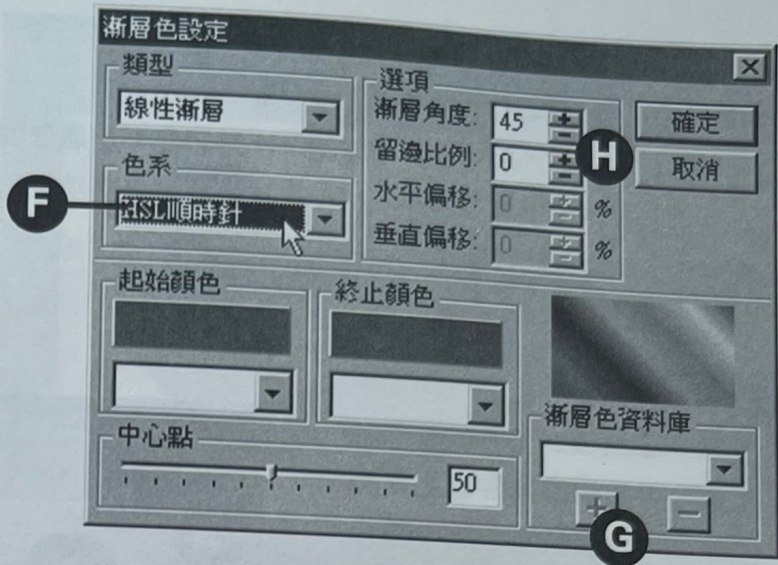 漸層色設定
類型
線性漸層
選項
漸層角度: 45
留邊比例: 0
水平偏移: 0 %
垂直偏移: 0 %
H
確定
取消
色系
F
HSL順時針
起始顏色
終止顏色
漸層色資料庫
中心點
50
G